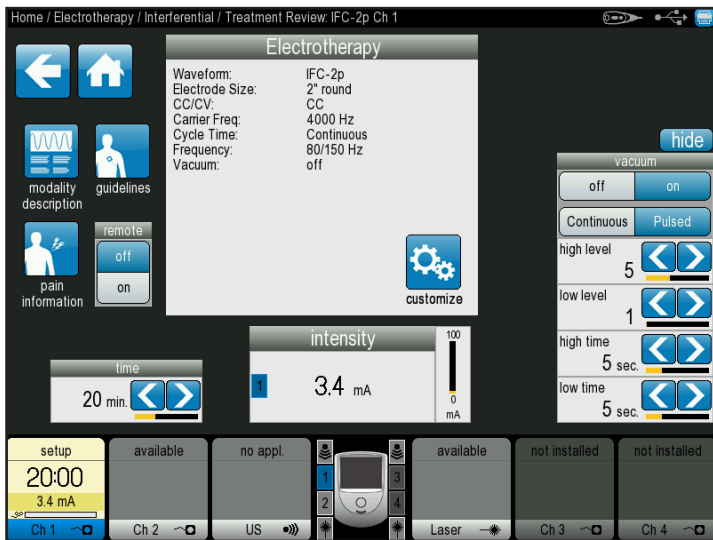 Home / Electrotherapy / Interferential / Treatment Review: IFC-2p Ch 1
Electrotherapy
Waveform: IFC-2p
Electrode Size: 2" round
CC/CV: CC
Carrier Freq: 4000 Hz
Cycle Time: Continuous
Frequency: 80/150 Hz
Vacuum: off
customize
modality
description
guidelines
pain
information
remote
off
on
hide
vacuum
off on
Continuous Pulsed
high level
5
low level
1
high time
5 sec.
low time
5 sec.
time
20 min.
intensity
1 3.4 mA
100
0
mA
setup
20:00
3.4 mA
Ch 1
available
Ch 2
no appl.
US
1
2
3
4
available
Laser
not installed
Ch 3
not installed
Ch 4